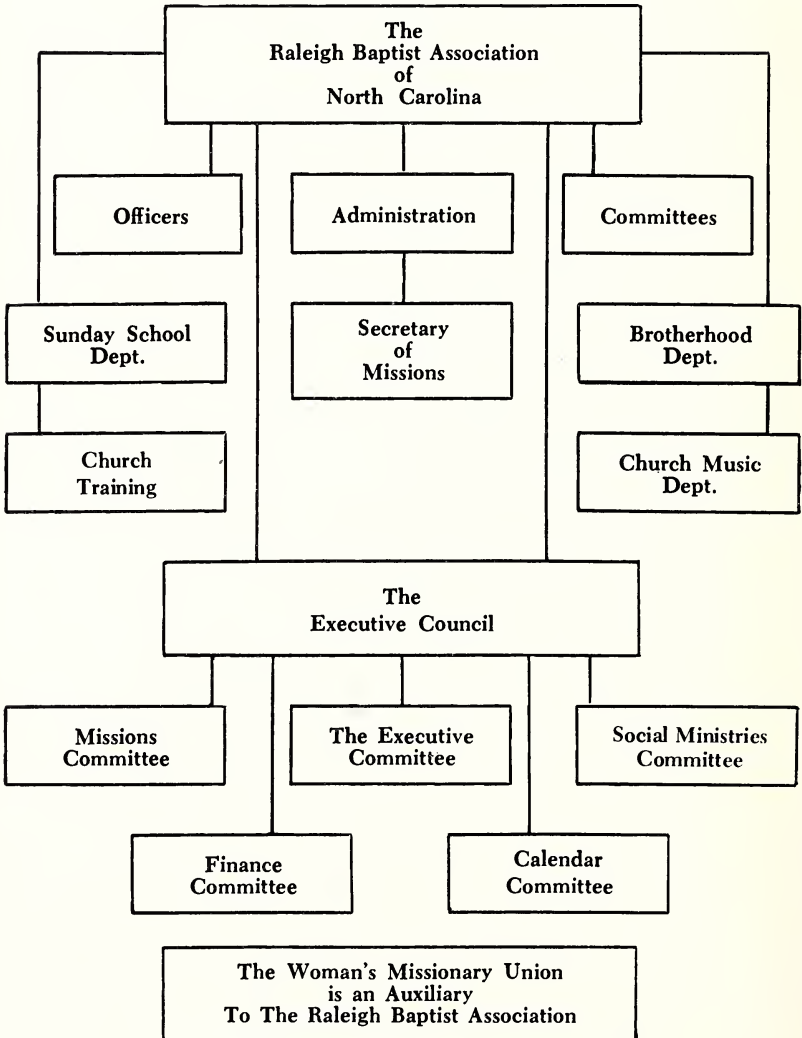 The
Raleigh Baptist Association
of
North Carolina
Officers
Administration
Committees
Sunday School
Dept.
Secretary
of
Missions
Brotherhood
Dept.
Church
Training
Church Music
Dept.
The
Executive Council
Missions
Committee
The Executive
Committee
Social Ministries
Committee
Finance
Committee
Calendar
Committee
The Woman's Missionary Union
is an Auxiliary
To The Raleigh Baptist Association